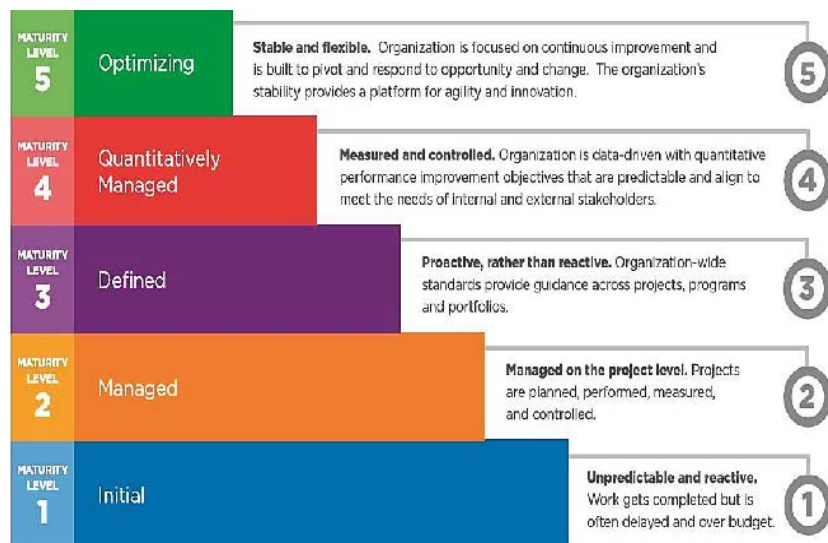 MATURITY
LEVEL
5
Optimizing
Stable and flexible. Organization is focused on continuous improvement and
is built to pivot and respond to opportunity and change. The organization's
stability provides a platform for agility and innovation.
5
MATURITY
LEVEL
4
Quantitatively
Managed
Measured and controlled. Organization is data-driven with quantitative
performance improvement objectives that are predictable and align to
meet the needs of internal and external stakeholders.
4
MATURITY
LEVEL
3
Defined
Proactive, rather than reactive. Organization-wide
standards provide guidance across projects, programs
and portfolios.
3
MATURITY
LEVEL
2
Managed
Managed on the project level. Projects
are planned, performed, measured,
and controlled.
2
MATURITY
LEVEL
1
Initial
Unpredictable and reactive.
Work gets completed but is
often delayed and over budget.
1